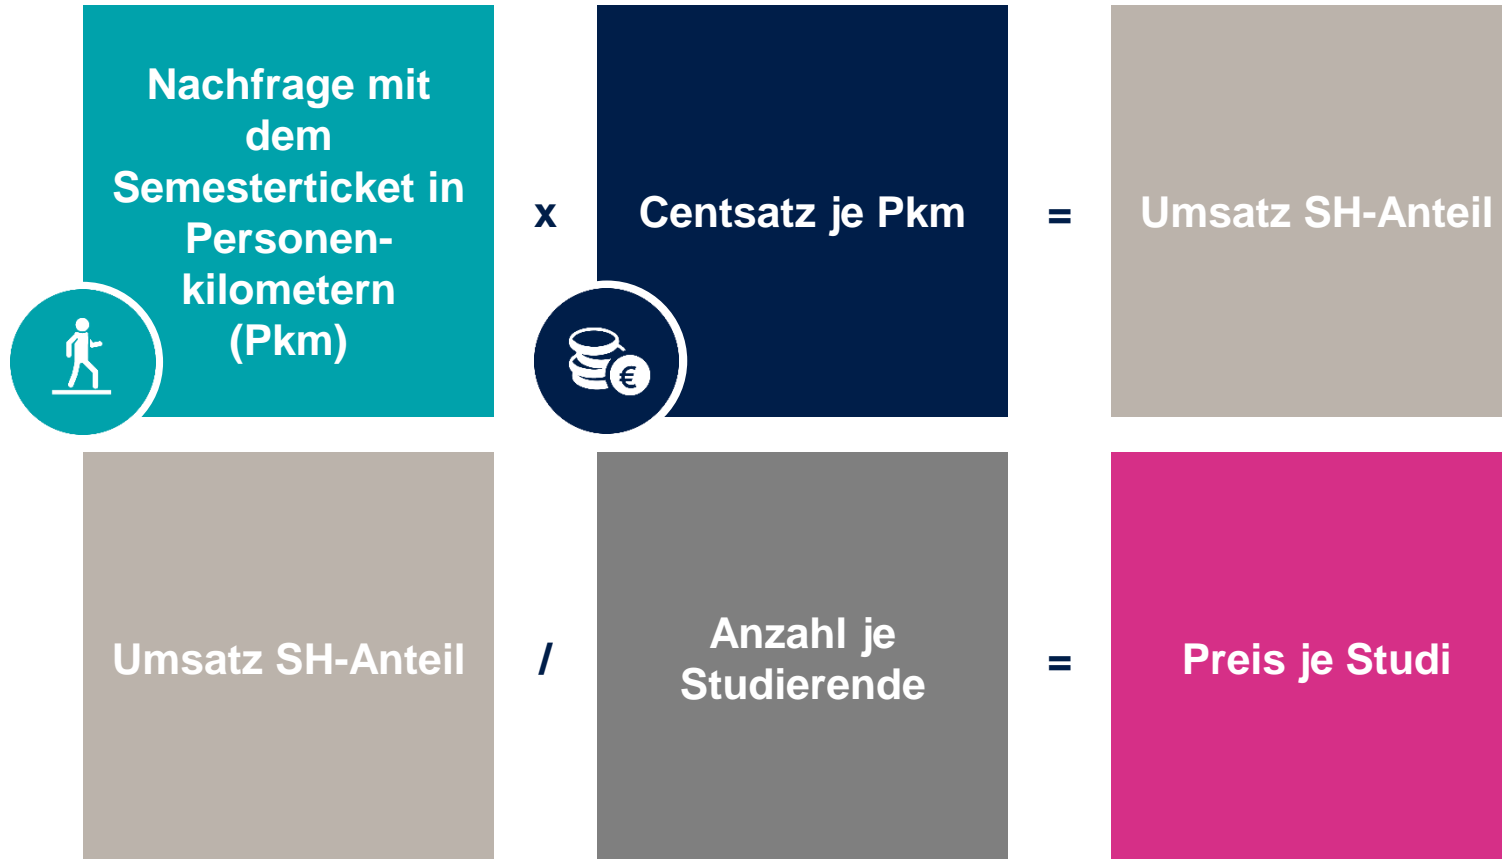 Nachfrage mit
dem
Semesterticket in
Personen-
kilometern
(Pkm)
x
Centsatz je Pkm
€
=
Umsatz SH-Anteil
Umsatz SH-Anteil
/
Anzahl je
Studierende
=
Preis je Studi